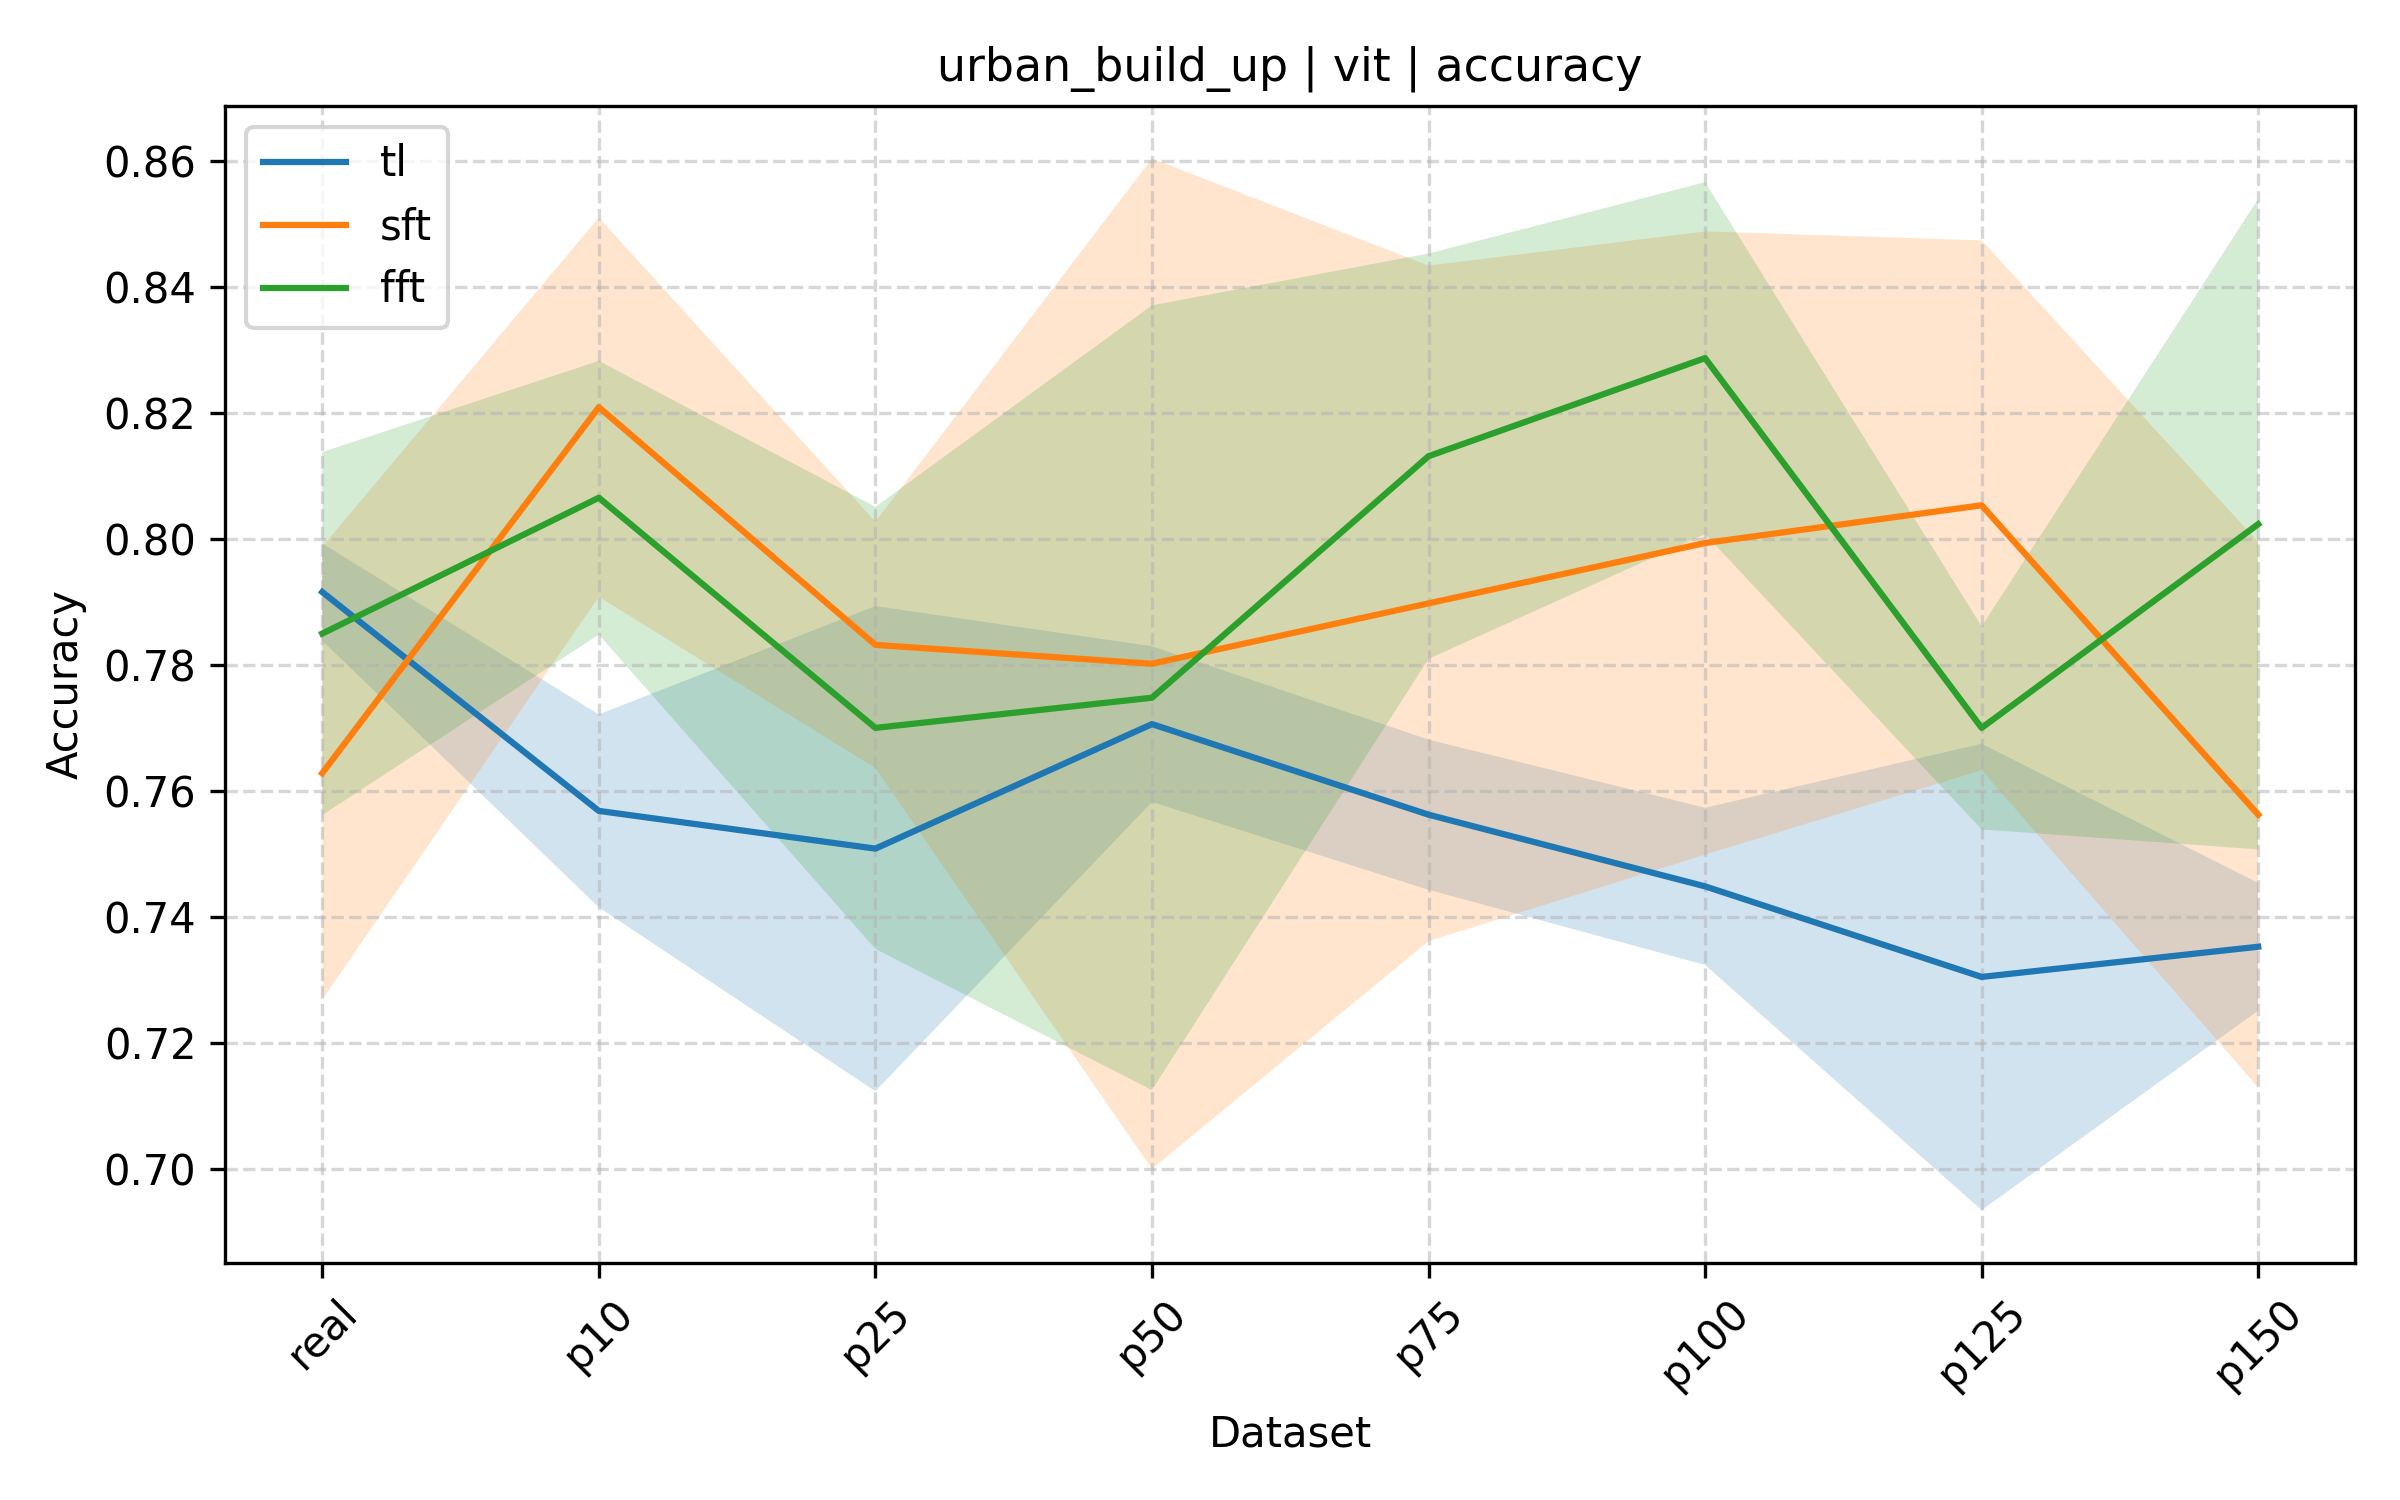 urban_build_up | vit | accuracy
tl
sft
fft
0.86
0.84
0.82
0.80
0.78
0.76
0.74
0.72
0.70
Accuracy
real
p10
p25
p50
p75
p100
p125
p150
Dataset